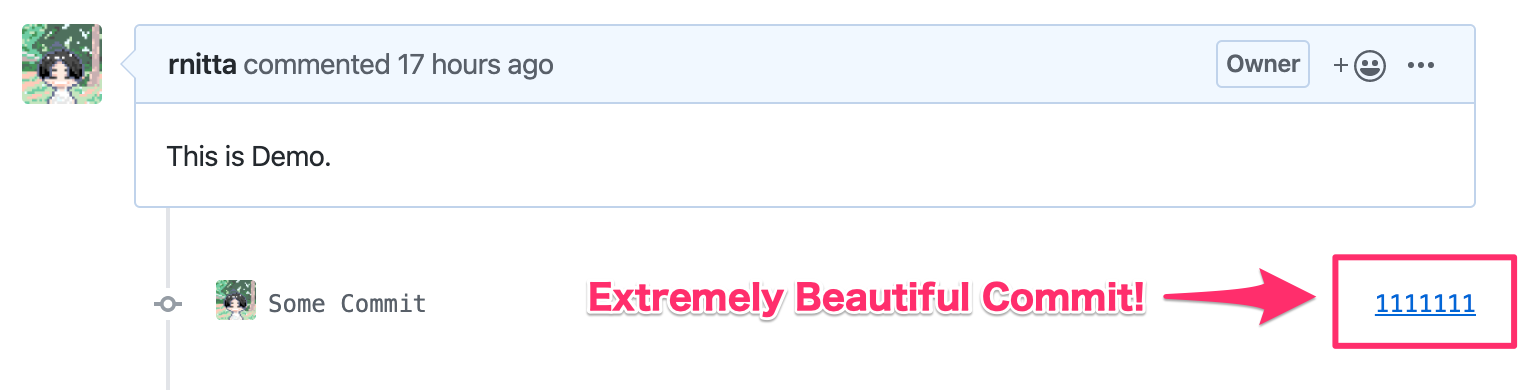 rnitta commented 17 hours ago Owner
This is Demo.
Some Commit Extremely Beautiful Commit! 1111111